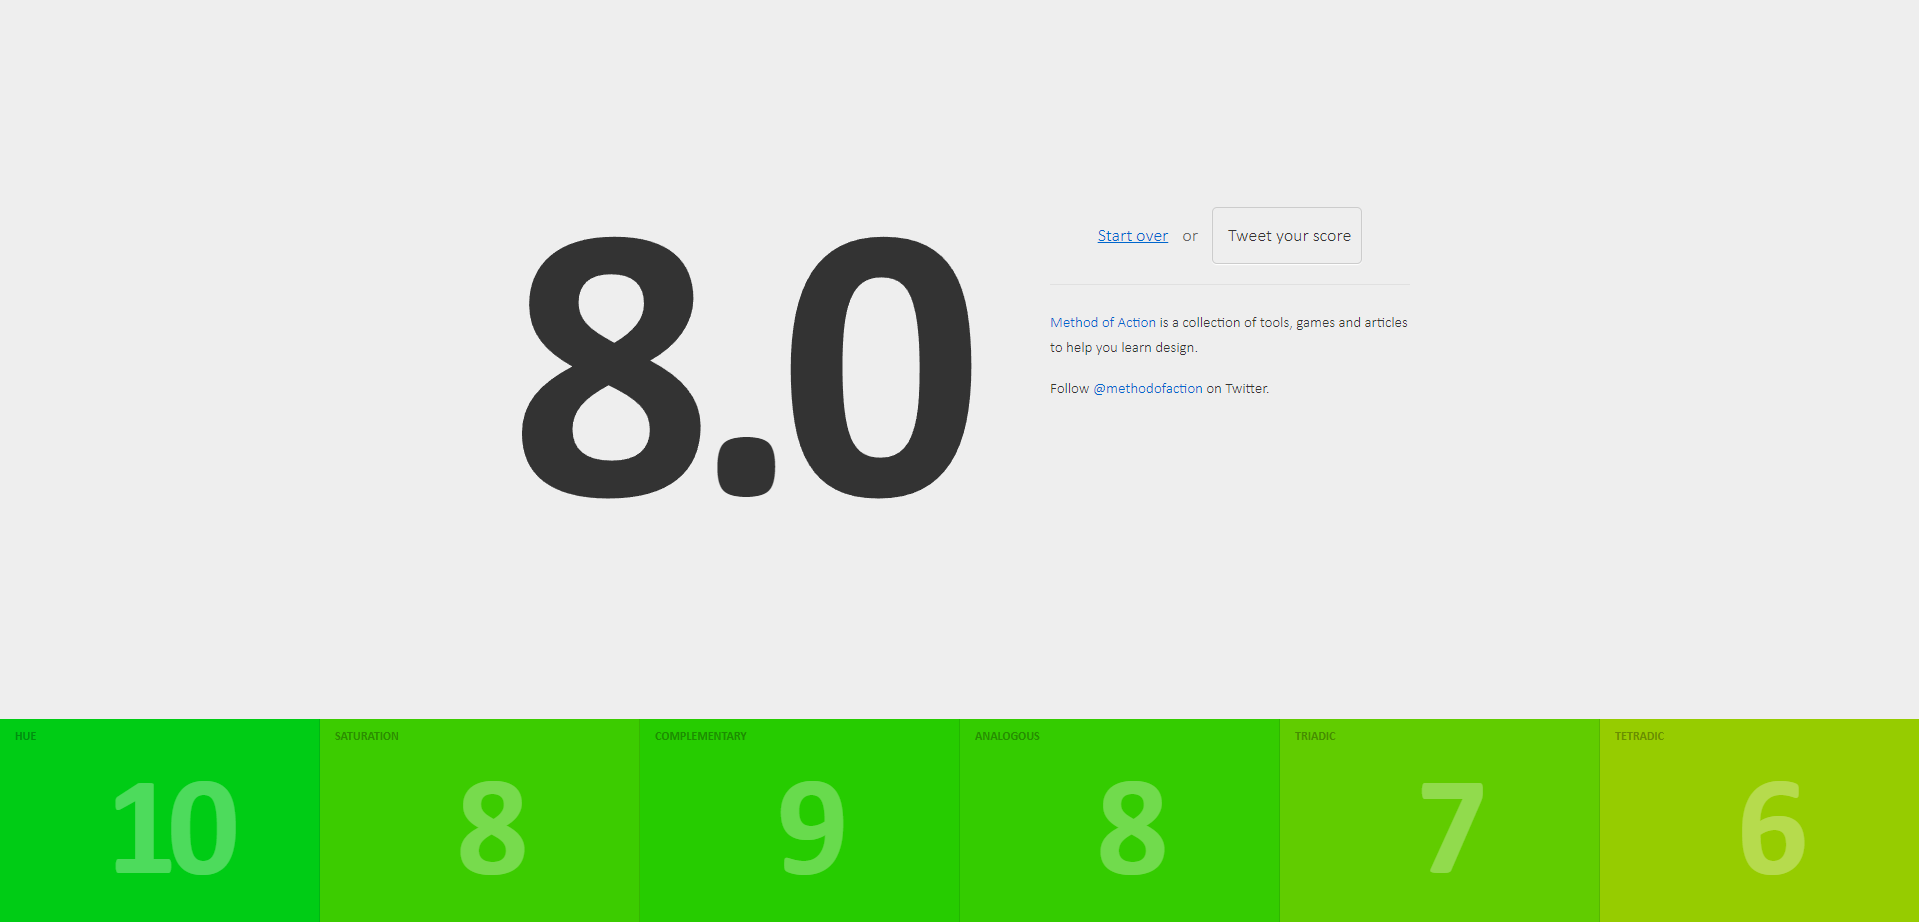 8.0
Start over or Tweet your score
Method of Action is a collection of tools, games and articles
to help you learn design.
Follow @methodofaction on Twitter.
HUE
10
SATURATION
8
COMPLEMENTARY
9
ANALOGOUS
8
TRIADIC
7
TETRADIC
6